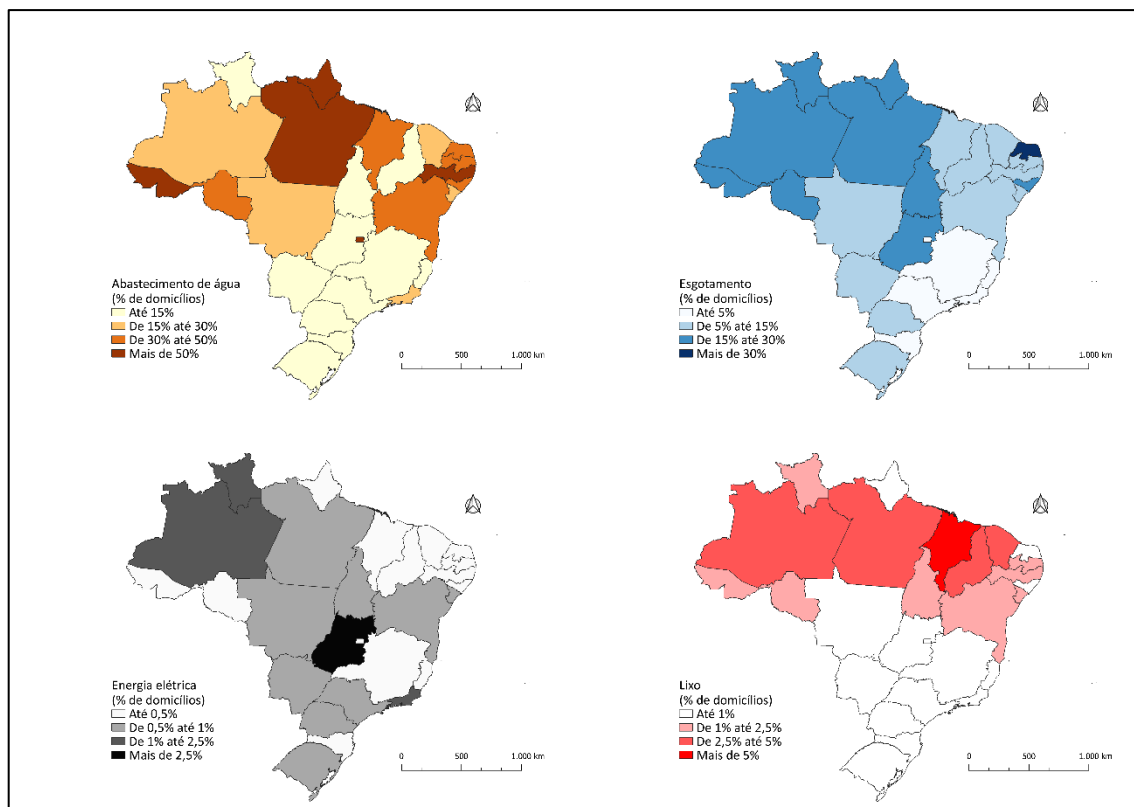 Abastecimento de água
(% de domicílios)
Até 15%
De 15% até 30%
De 30% até 50%
Mais de 50%
0 500 1.000 km
Esgotamento
(% de domicílios)
Até 5%
De 5% até 15%
De 15% até 30%
Mais de 30%
0 500 1.000 km
Energia elétrica
(% de domicílios)
Até 0,5%
De 0,5% até 1%
De 1% até 2,5%
Mais de 2,5%
0 500 1.000 km
Lixo
(% de domicílios)
Até 1%
De 1% até 2,5%
De 2,5% até 5%
Mais de 5%
0 500 1.000 km